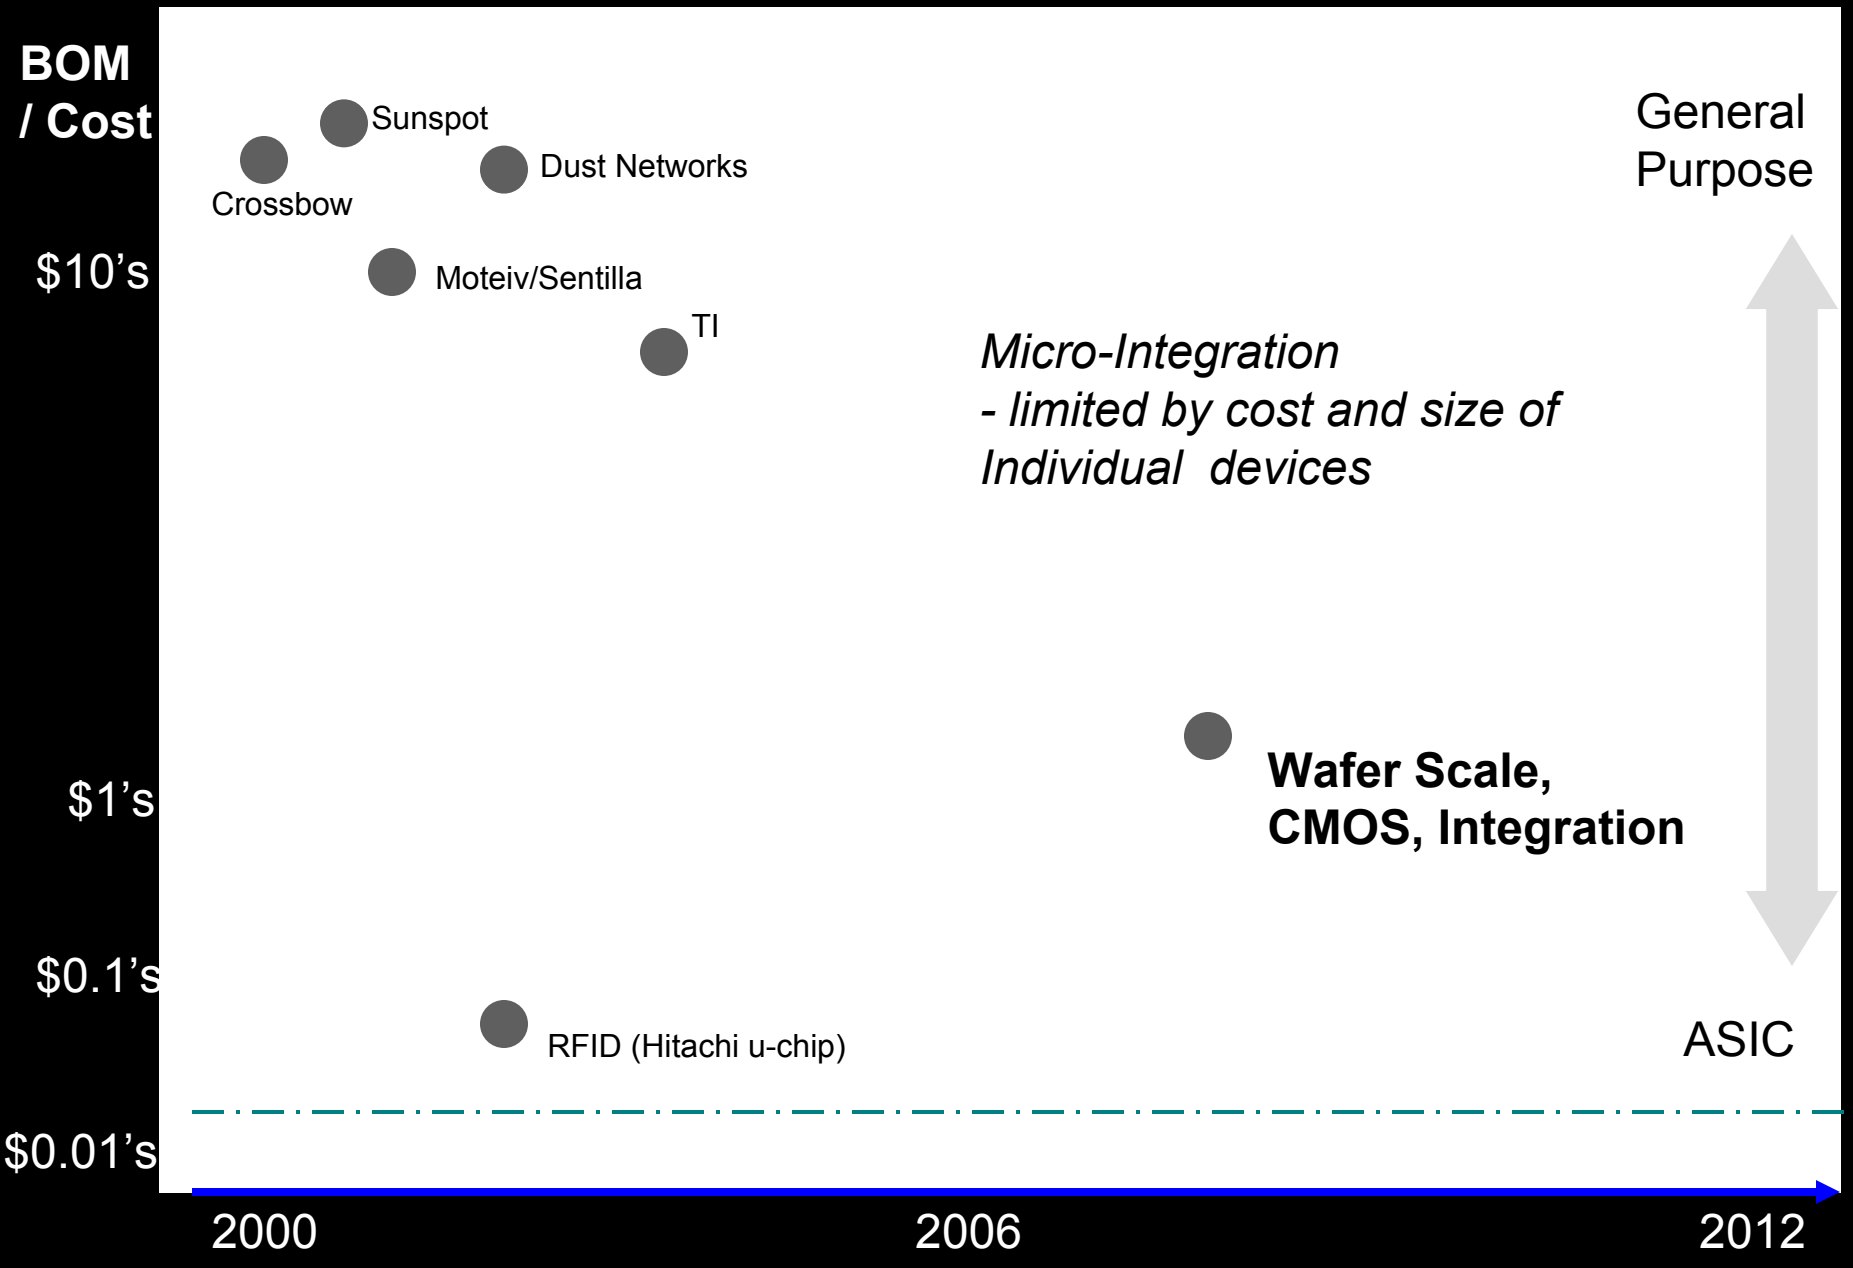 BOM
/ Cost
Sunspot
General
Purpose
Dust Networks
Crossbow
$10’s
Moteiv/Sentilla
TI
Micro-Integration
- limited by cost and size of
Individual  devices
Wafer Scale,
CMOS, Integration
$1’s
$0.1’s
RFID (Hitachi u-chip)
ASIC
$0.01’s
2000
2006
2012